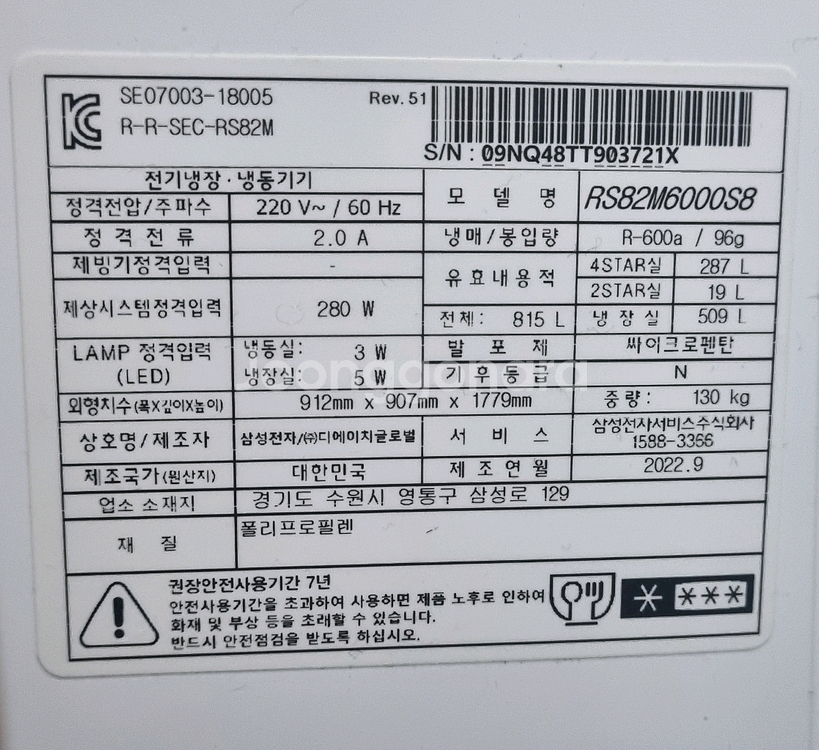 SE07003-18005
R-R-SEC-RS82M
Rev. 51
S/N : 09NQ48TT903721X
전기냉장·냉동기기
모 델 명 RS82M6000S8
정격전압/주파수 220 V~ / 60 Hz
정 격 전 류 2.0 A
냉매/봉입량 R-600a / 96g
제빙기정격입력 -
유효내용적 4STAR실 287 L
2STAR실 19 L
제상시스템정격입력 280 W
전체: 815 L 냉 장 실 509 L
LAMP 정격입력 (LED) 냉동실: 3 W
냉장실: 5 W
발 포 제 싸이크로펜탄
기후등급 N
외형치수(폭X깊이X높이) 912mm x 907mm x 1779mm
중량: 130 kg
상호명/제조자 삼성전자/㈜디에이치글로벌
서 비 스 삼성전자서비스주식회사
1588-3366
제조국가(원산지) 대한민국
제 조 연 월 2022.9
업소 소재지 경기도 수원시 영통구 삼성로 129
재 질 폴리프로필렌
권장안전사용기간 7년
안전사용기간을 초과하여 사용하면 제품 노후로 인하여
화재 및 부상 등을 초래할 수 있습니다.
반드시 안전점검을 받도록 하십시오.